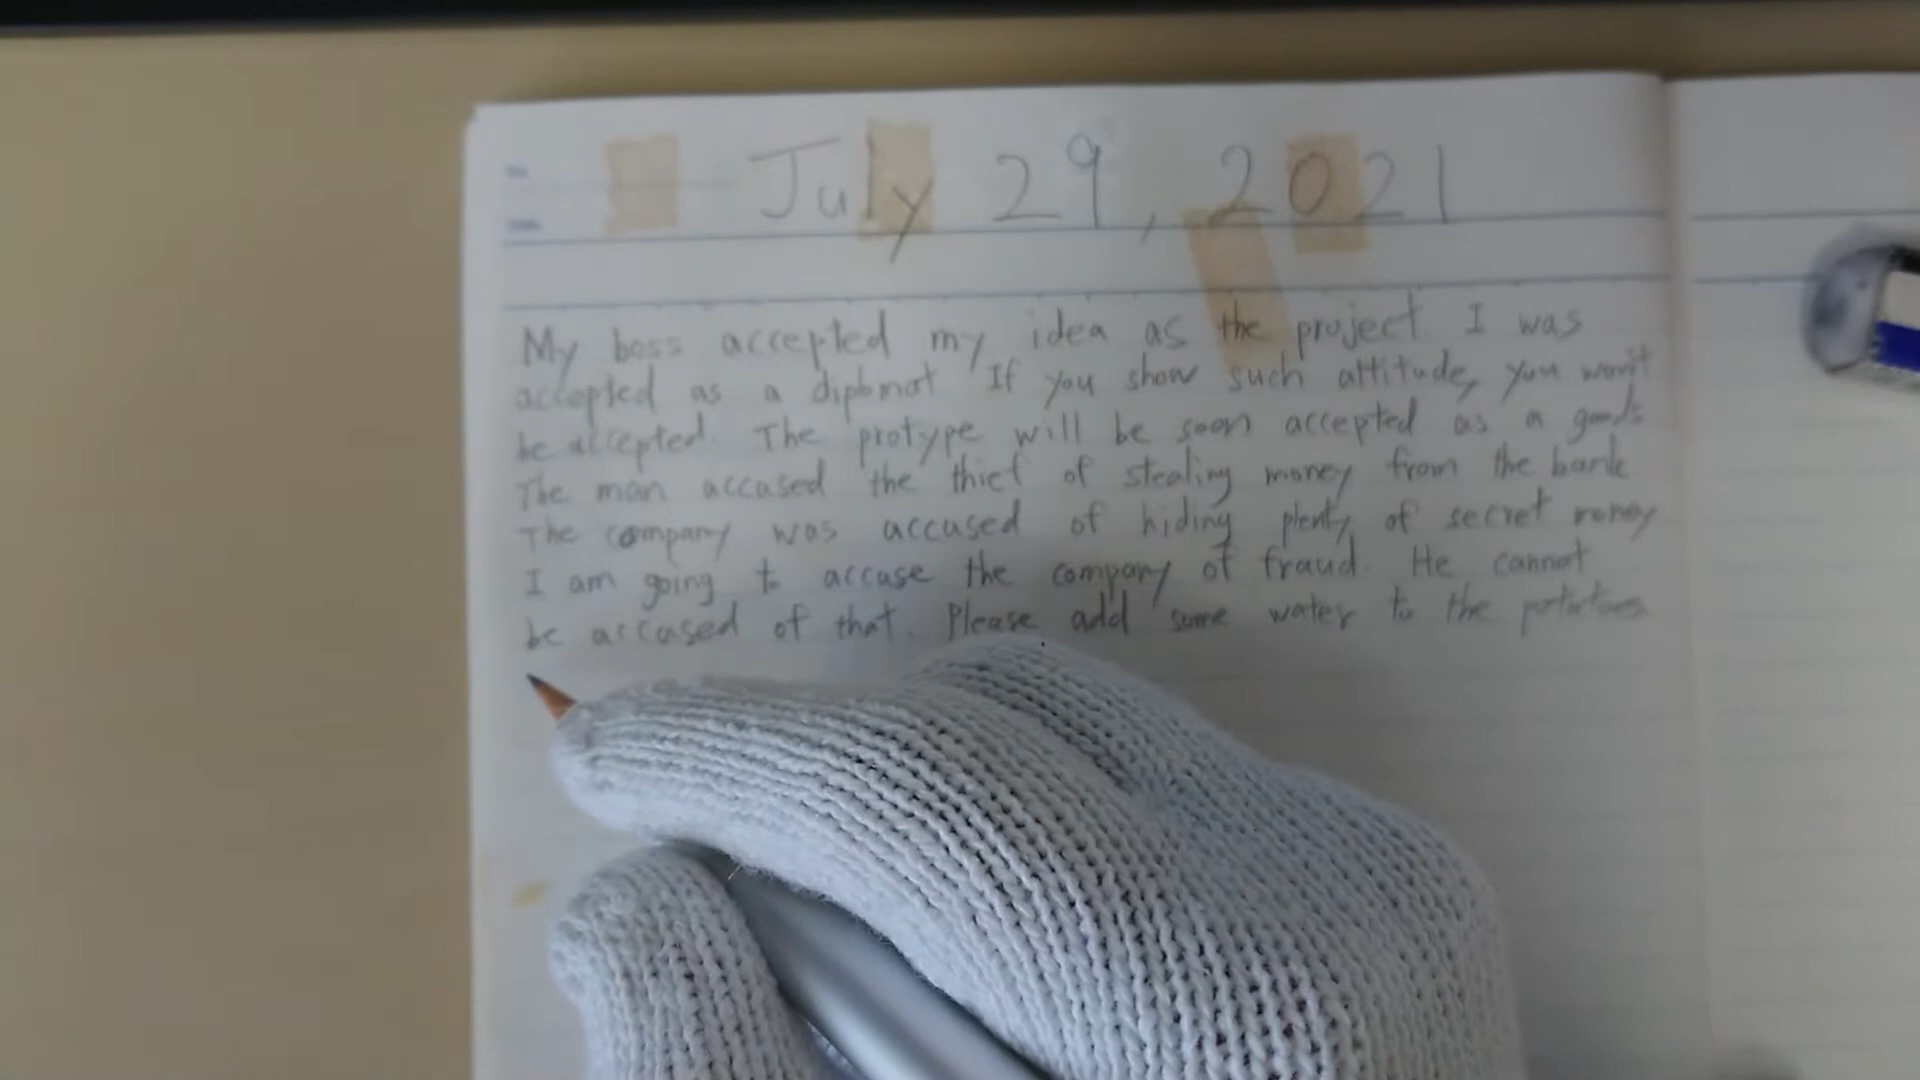 July 29, 2021
My boss accepted my idea as the project I was
accepted as a diplomat If you show such attitude, you won't
be accepted. The protype will be soon accepted as a goods
The man accased the thief of stealing money from the bank
The company was accused of hiding plenty of secret money
I am going to accuse the company of fraud. He cannot
be accased of that. Please add some water to the